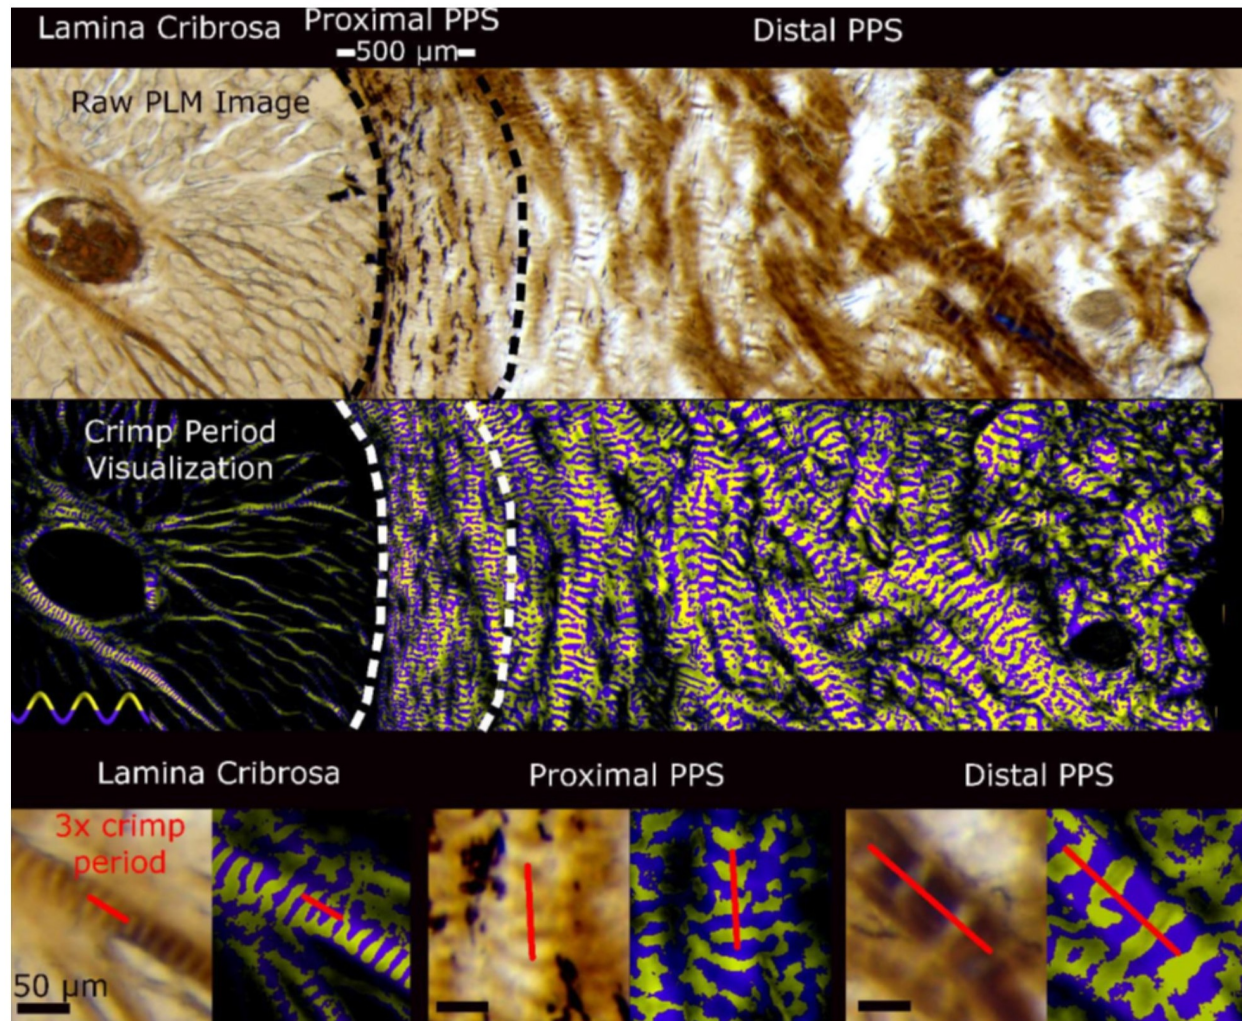 Lamina Cribrosa
Proximal PPS
500 μm
Distal PPS
Raw PLM Image
Crimp Period
Visualization
Lamina Cribrosa
Proximal PPS
Distal PPS
3x crimp
period
50 μm